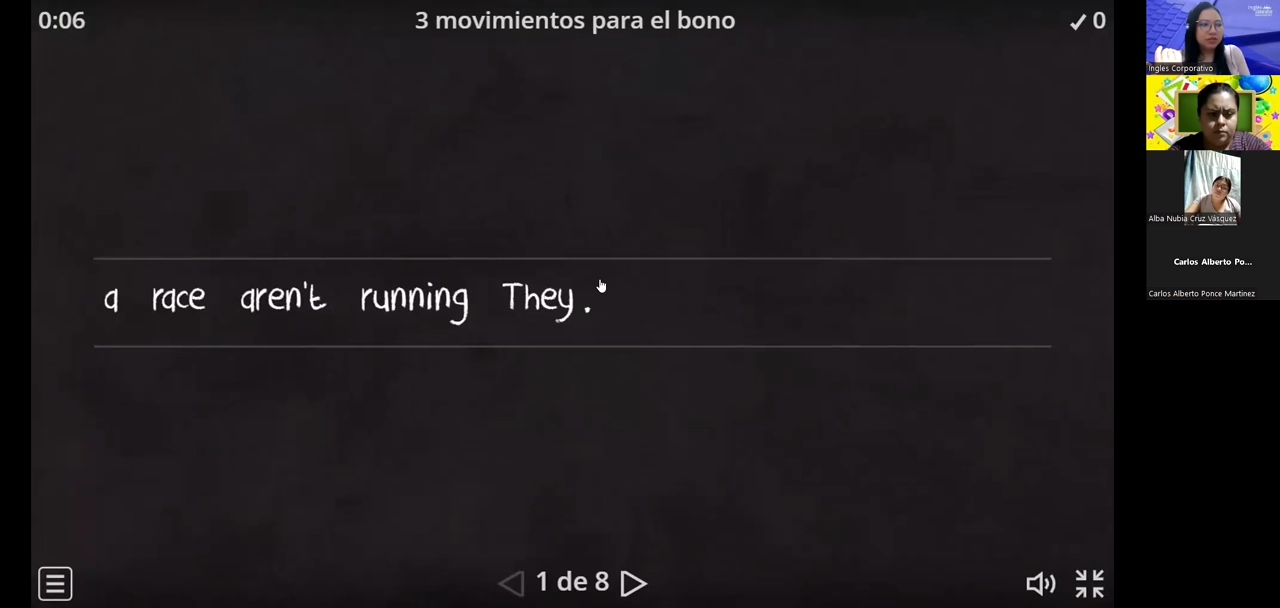 0:06
3 movimientos para el bono
0
a race aren't running They.
1 de 8
Ingles Corporativo
Alba Nubia Cruz Vásquez
Carlos Alberto Po...
Carlos Alberto Ponce Martinez